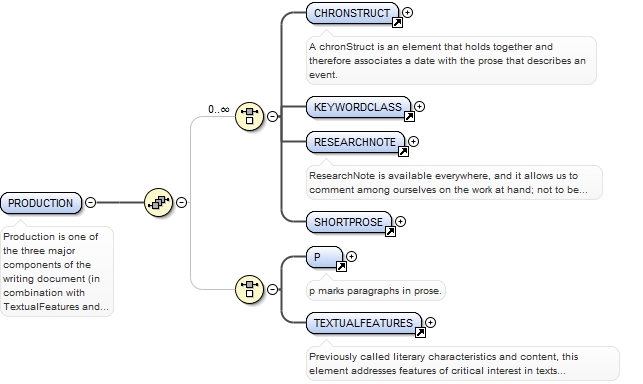 CHRONSTRUCT
A chronStruct is an element that holds together and
therefore associates a date with the prose that describes an
event.
0..∞
KEYWORDCLASS
RESEARCHNOTE
ResearchNote is available everywhere, and it allows us to
comment among ourselves on the work at hand; not to be...
PRODUCTION
SHORTPROSE
Production is one of
the three major
components of the
writing document (in
combination with
TextualFeatures and...
P
p marks paragraphs in prose.
TEXTUALFEATURES
Previously called literary characteristics and content, this
element addresses features of critical interest in texts...